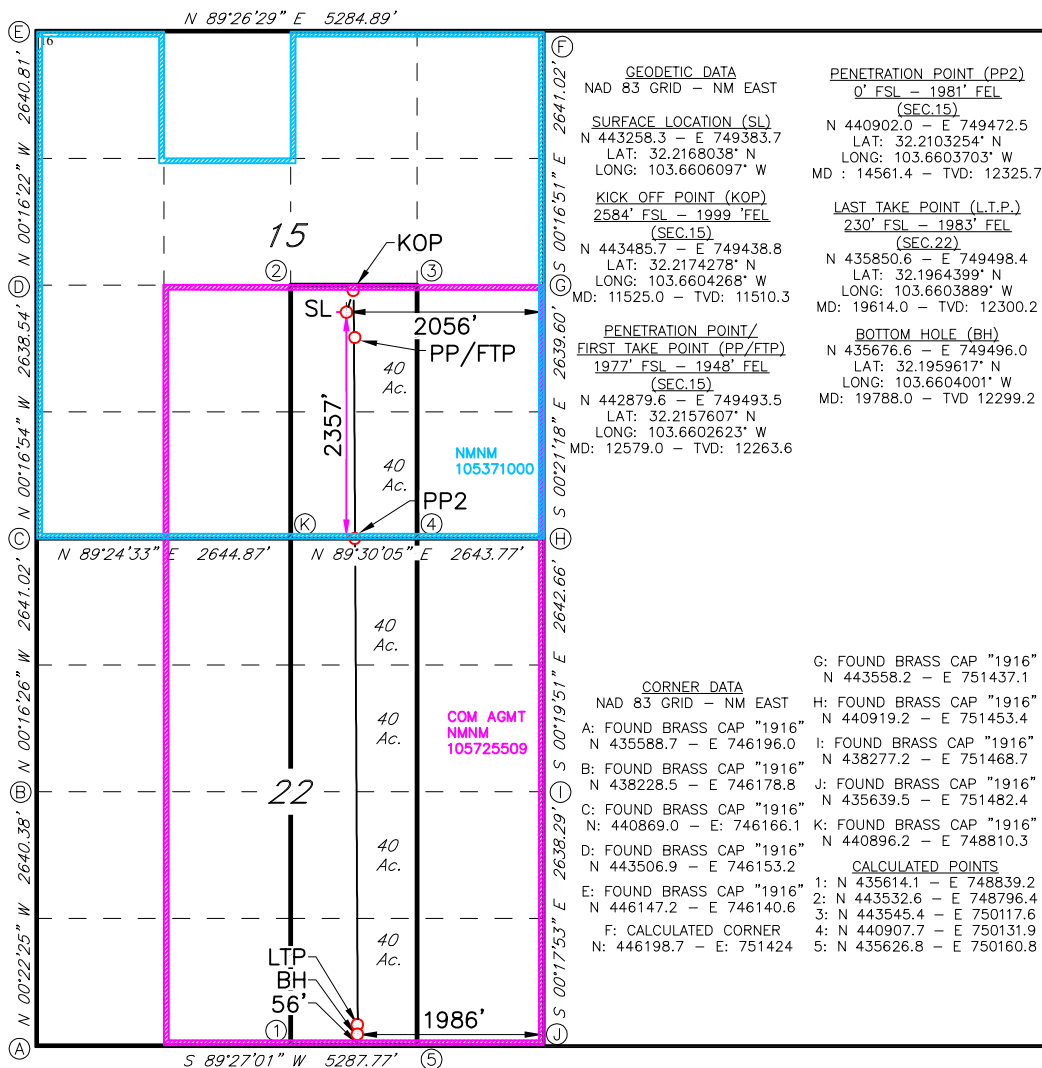 N 89°26'29" E 5284.89'
E
16
F
N 00°16'22" W 2640.81'
S 00°16'51" E 2641.02'
15
KOP
2
3
D
G
SL
2056'
PP/FTP
40
Ac.
2357'
N 00°16'54" W 2638.54'
S 00°21'18" E 2639.60'
NMNM
105371000
40
Ac.
PP2
K
4
C
H
N 89°24'33" E 2644.87'
N 89°30'05" E 2643.77'
40
Ac.
N 00°16'26" W 2641.02'
S 00°19'51" E 2642.66'
40
Ac.
COM AGMT
NMNM
105725509
B
22
I
40
Ac.
N 00°22'25" W 2640.38'
S 00°17'53" E 2638.29'
40
Ac.
LTP
BH
56'
1986'
1
J
A
S 89°27'01" W 5287.77'
5
GEODETIC DATA
NAD 83 GRID – NM EAST
SURFACE LOCATION (SL)
N 443258.3 – E 749383.7
LAT: 32.2168038° N
LONG: 103.6606097° W
KICK OFF POINT (KOP)
2584' FSL – 1999 'FEL
(SEC.15)
N 443485.7 – E 749438.8
LAT: 32.2174278° N
LONG: 103.6604268° W
MD: 11525.0 – TVD: 11510.3
PENETRATION POINT/
FIRST TAKE POINT (PP/FTP)
1977' FSL – 1948' FEL
(SEC.15)
N 442879.6 – E 749493.5
LAT: 32.2157607° N
LONG: 103.6602623° W
MD: 12579.0 – TVD: 12263.6
PENETRATION POINT (PP2)
0' FSL – 1981' FEL
(SEC.15)
N 440902.0 – E 749472.5
LAT: 32.2103254° N
LONG: 103.6603703° W
MD : 14561.4 – TVD: 12325.7
LAST TAKE POINT (L.T.P.)
230' FSL – 1983' FEL
(SEC.22)
N 435850.6 – E 749498.4
LAT: 32.1964399° N
LONG: 103.6603889° W
MD: 19614.0 – TVD: 12300.2
BOTTOM HOLE (BH)
N 435676.6 – E 749496.0
LAT: 32.1959617° N
LONG: 103.6604001° W
MD: 19788.0 – TVD 12299.2
CORNER DATA
NAD 83 GRID – NM EAST
A: FOUND BRASS CAP "1916"
N 435588.7 – E 746196.0
B: FOUND BRASS CAP "1916"
N 438228.5 – E 746178.8
C: FOUND BRASS CAP "1916"
N: 440869.0 – E: 746166.1
D: FOUND BRASS CAP "1916"
N 443506.9 – E 746153.2
E: FOUND BRASS CAP "1916"
N 446147.2 – E 746140.6
F: CALCULATED CORNER
N: 446198.7 – E: 751424
G: FOUND BRASS CAP "1916"
N 443558.2 – E 751437.1
H: FOUND BRASS CAP "1916"
N 440919.2 – E 751453.4
I: FOUND BRASS CAP "1916"
N 438277.2 – E 751468.7
J: FOUND BRASS CAP "1916"
N 435639.5 – E 751482.4
K: FOUND BRASS CAP "1916"
N 440896.2 – E 748810.3
CALCULATED POINTS
1: N 435614.1 – E 748839.2
2: N 443532.6 – E 748796.4
3: N 443545.4 – E 750117.6
4: N 440907.7 – E 750131.9
5: N 435626.8 – E 750160.8